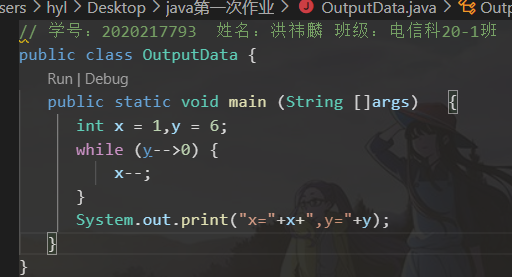 sers > hyl > Desktop > java第一次作业 > OutputData.java > Out
// 学号：2020217793 姓名：洪祎麟 班级：电信科20-1班
public class OutputData {
Run | Debug
public static void main (String []args) {
int x = 1,y = 6;
while (y-->0) {
x--;
}
System.out.print("x="+x+",y="+y);
}
}